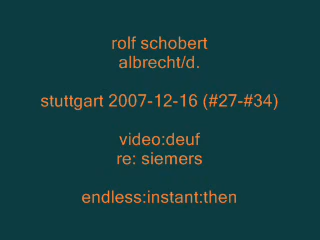 rolf schobert
albrecht/d.
stuttgart 2007-12-16 (#27-#34)
video:deuf
re: siemers
endless:instant:then